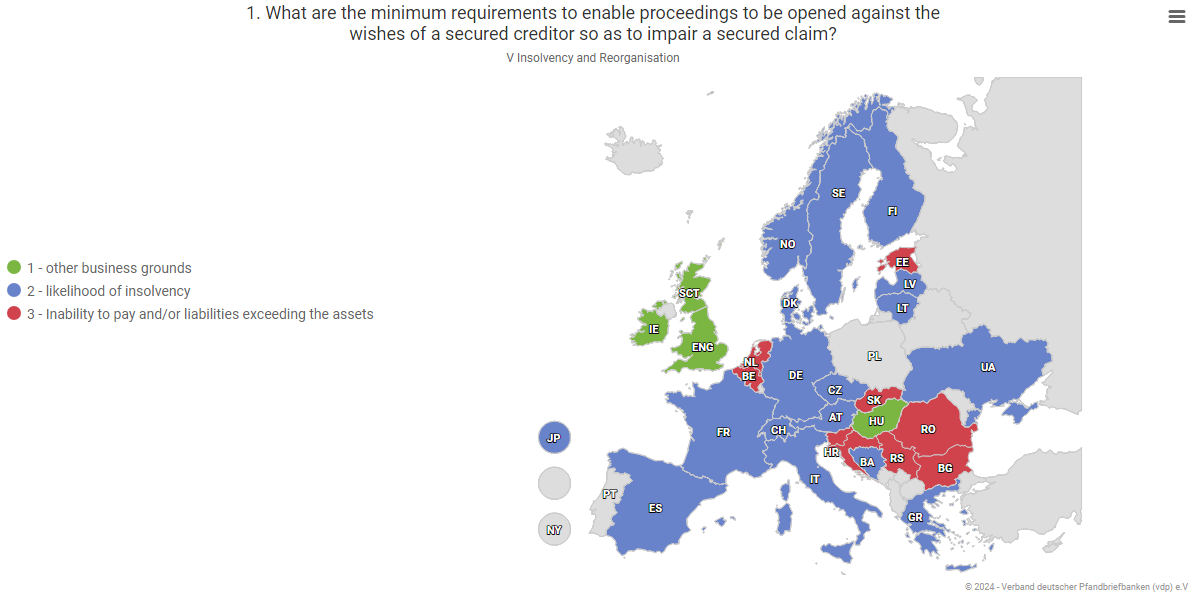 1. What are the minimum requirements to enable proceedings to be opened against the
wishes of a secured creditor so as to impair a secured claim?
V Insolvency and Reorganisation
SE
FI
NO
EE
1 - other business grounds
LV
2 - likelihood of insolvency
SCT
DK
LT
3 - Inability to pay and/or liabilities exceeding the assets
IE
ENG
PL
NL
UA
BE
DE
CZ
SK
AT
HU
RO
FR
CH
JP
HR
BA
RS
BG
IT
PT
ES
GR
NY
© 2024 - Verband deutscher Pfandbriefbanken (vdp) e.V